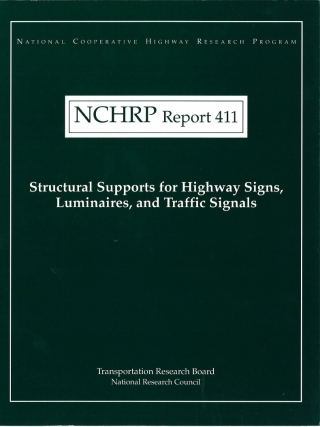 National Cooperative Highway Research Program
NCHRP Report 411
Structural Supports for Highway Signs,
Luminaires, and Traffic Signals
Transportation Research Board
National Research Council